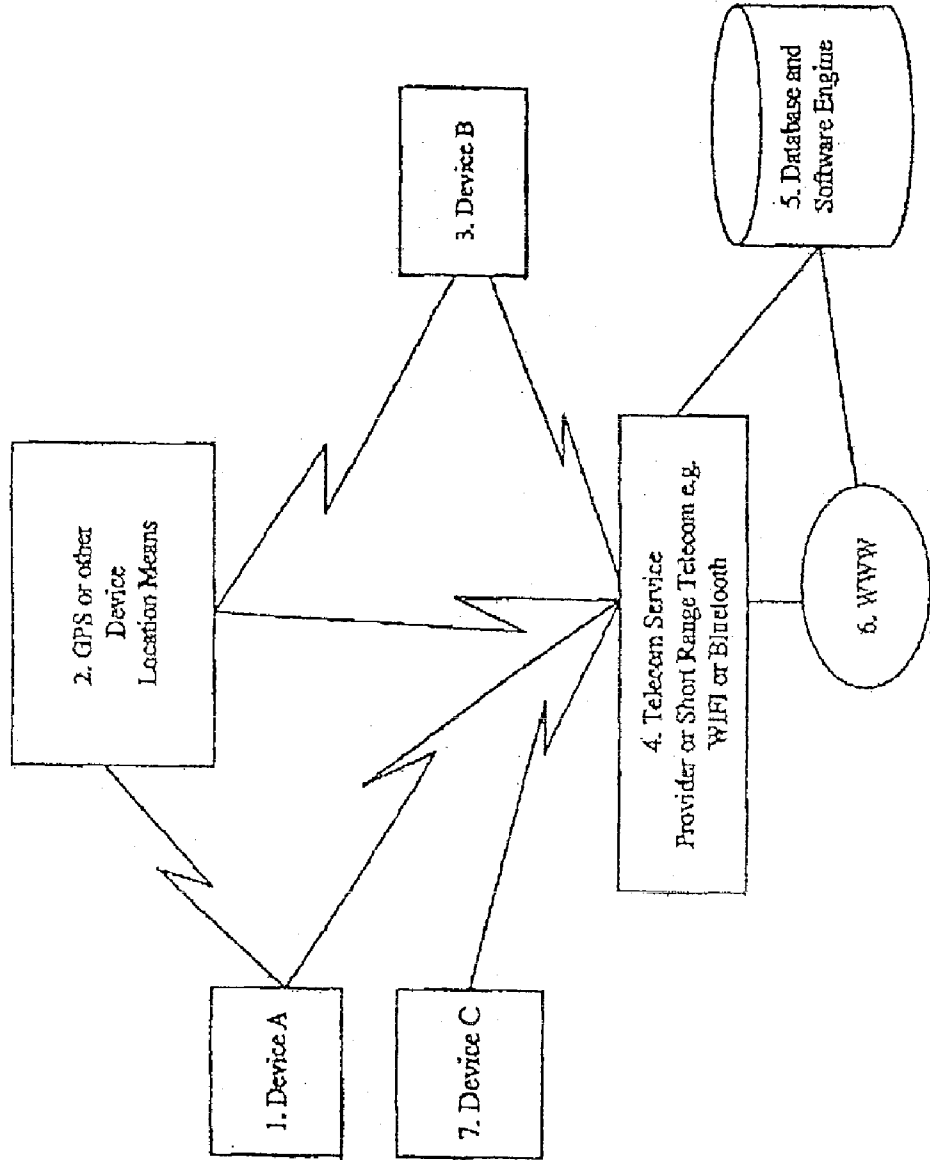 1. Device A
2. GPS or other
Device
Location Means
3. Device B
4. Telecom Service
Provider or Short Range Telecom e.g.
WIFI or Bluetooth
5. Database and
Software Engine
6. WWW
7. Device C